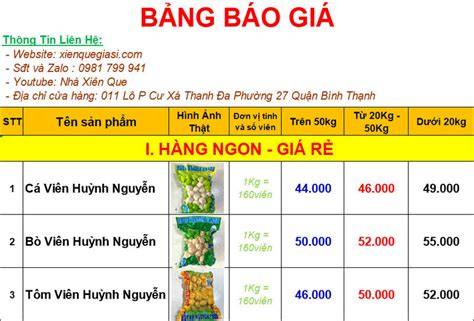 BẢNG BÁO GIÁ
Thông Tin Liên Hệ:
- Website: xienquegiasi.com
- Sđt và Zalo : 0981 799 941
- Youtube: Nhà Xiên Que
- Địa chỉ cửa hàng: 011 Lô P Cư Xá Thanh Đa Phường 27 Quận Bình Thạnh
STT Tên sản phẩm Hình Ảnh Thật Đơn vị tính và số viên Trên 50kg Từ 20Kg - 50Kg Dưới 20kg
I. HÀNG NGON - GIÁ RẺ
1 Cá Viên Huỳnh Nguyễn 1Kg = 160viên 44.000 46.000 49.000
2 Bò Viên Huỳnh Nguyễn 1Kg = 160viên 50.000 52.000 55.000
3 Tôm Viên Huỳnh Nguyễn 1Kg = 160viên 46.000 50.000 52.000